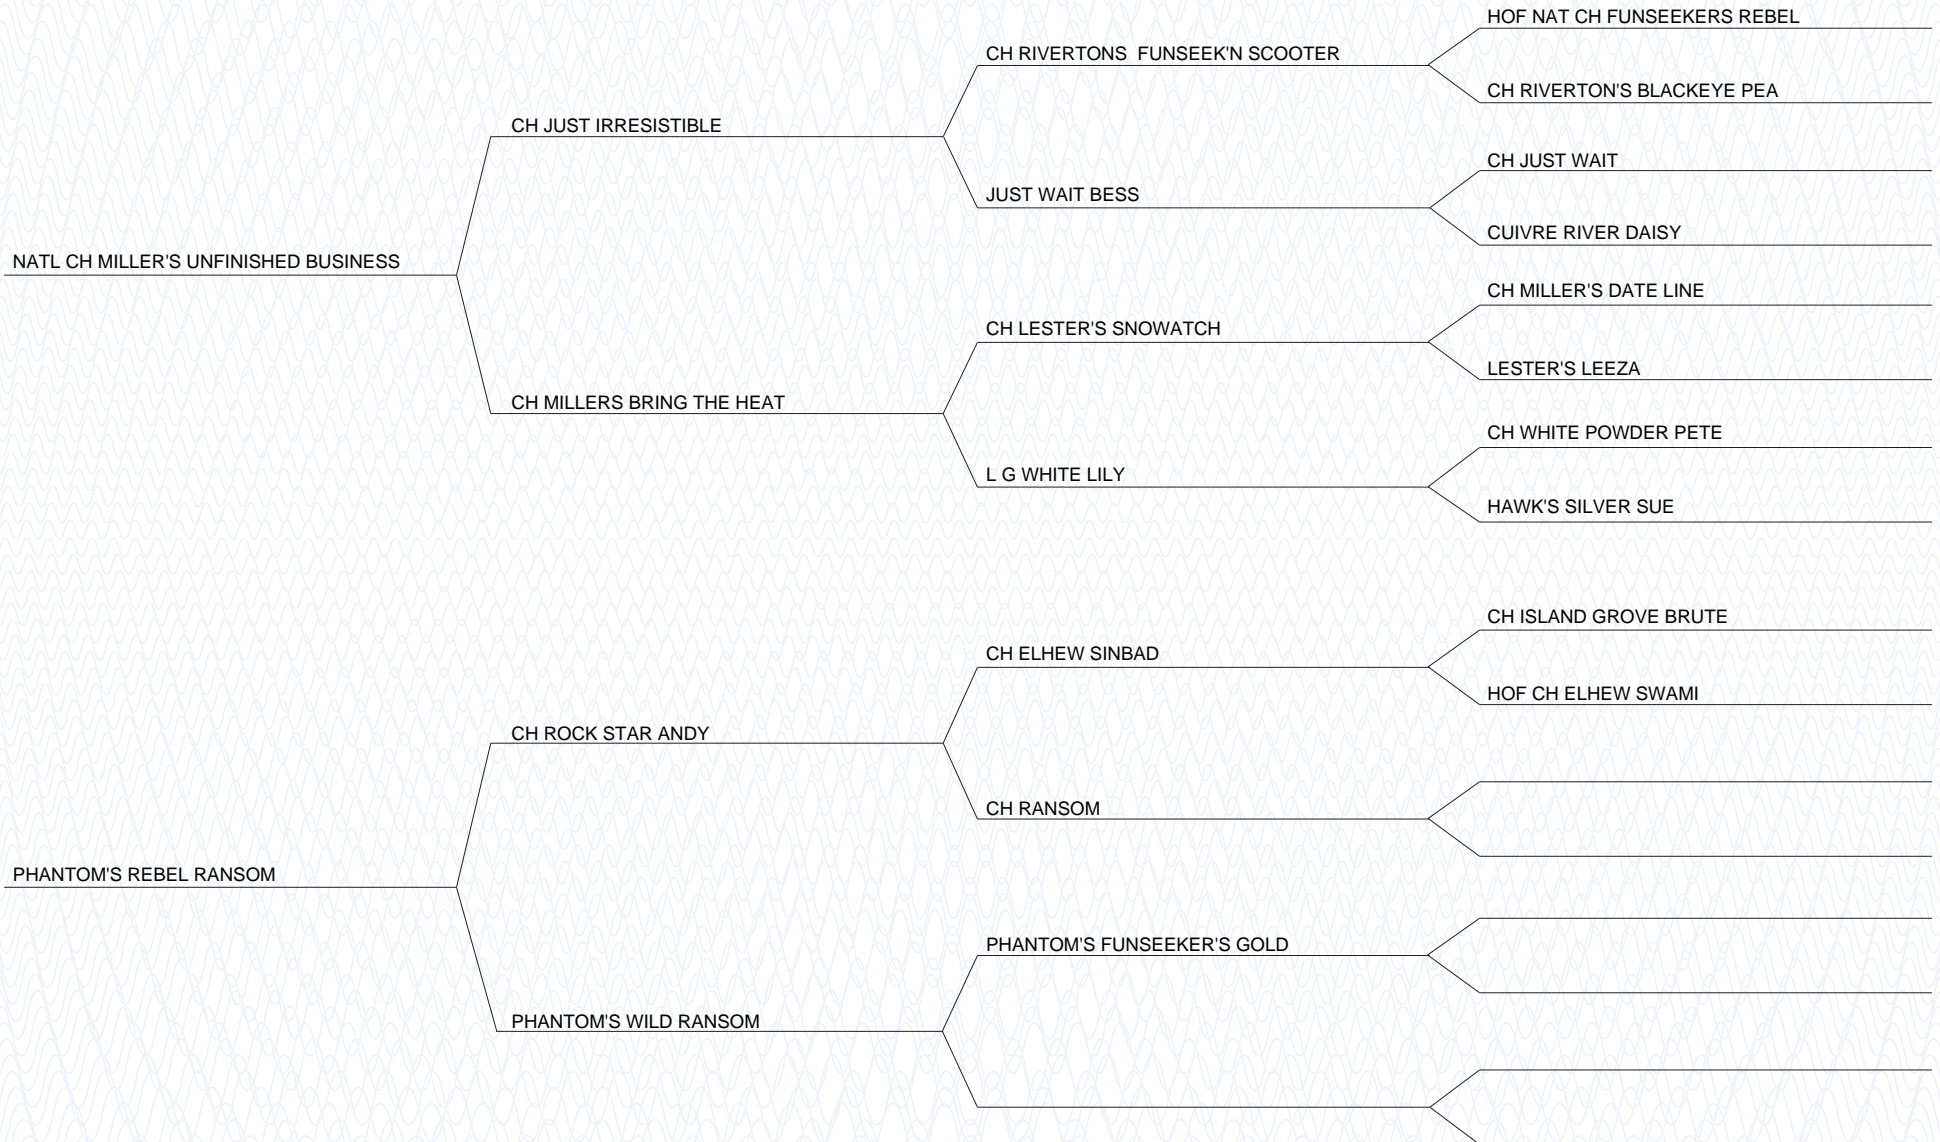 HOF NAT CH FUNSEEKERS REBEL
CH RIVERTONS  FUNSEEK'N SCOOTER
CH RIVERTON'S BLACKEYE PEA
CH JUST IRRESISTIBLE
CH JUST WAIT
JUST WAIT BESS
CUIVRE RIVER DAISY
NATL CH MILLER'S UNFINISHED BUSINESS
CH MILLER'S DATE LINE
CH LESTER'S SNOWATCH
LESTER'S LEEZA
CH MILLERS BRING THE HEAT
CH WHITE POWDER PETE
L G WHITE LILY
HAWK'S SILVER SUE
CH ISLAND GROVE BRUTE
CH ELHEW SINBAD
HOF CH ELHEW SWAMI
CH ROCK STAR ANDY
CH RANSOM
PHANTOM'S REBEL RANSOM
PHANTOM'S FUNSEEKER'S GOLD
PHANTOM'S WILD RANSOM